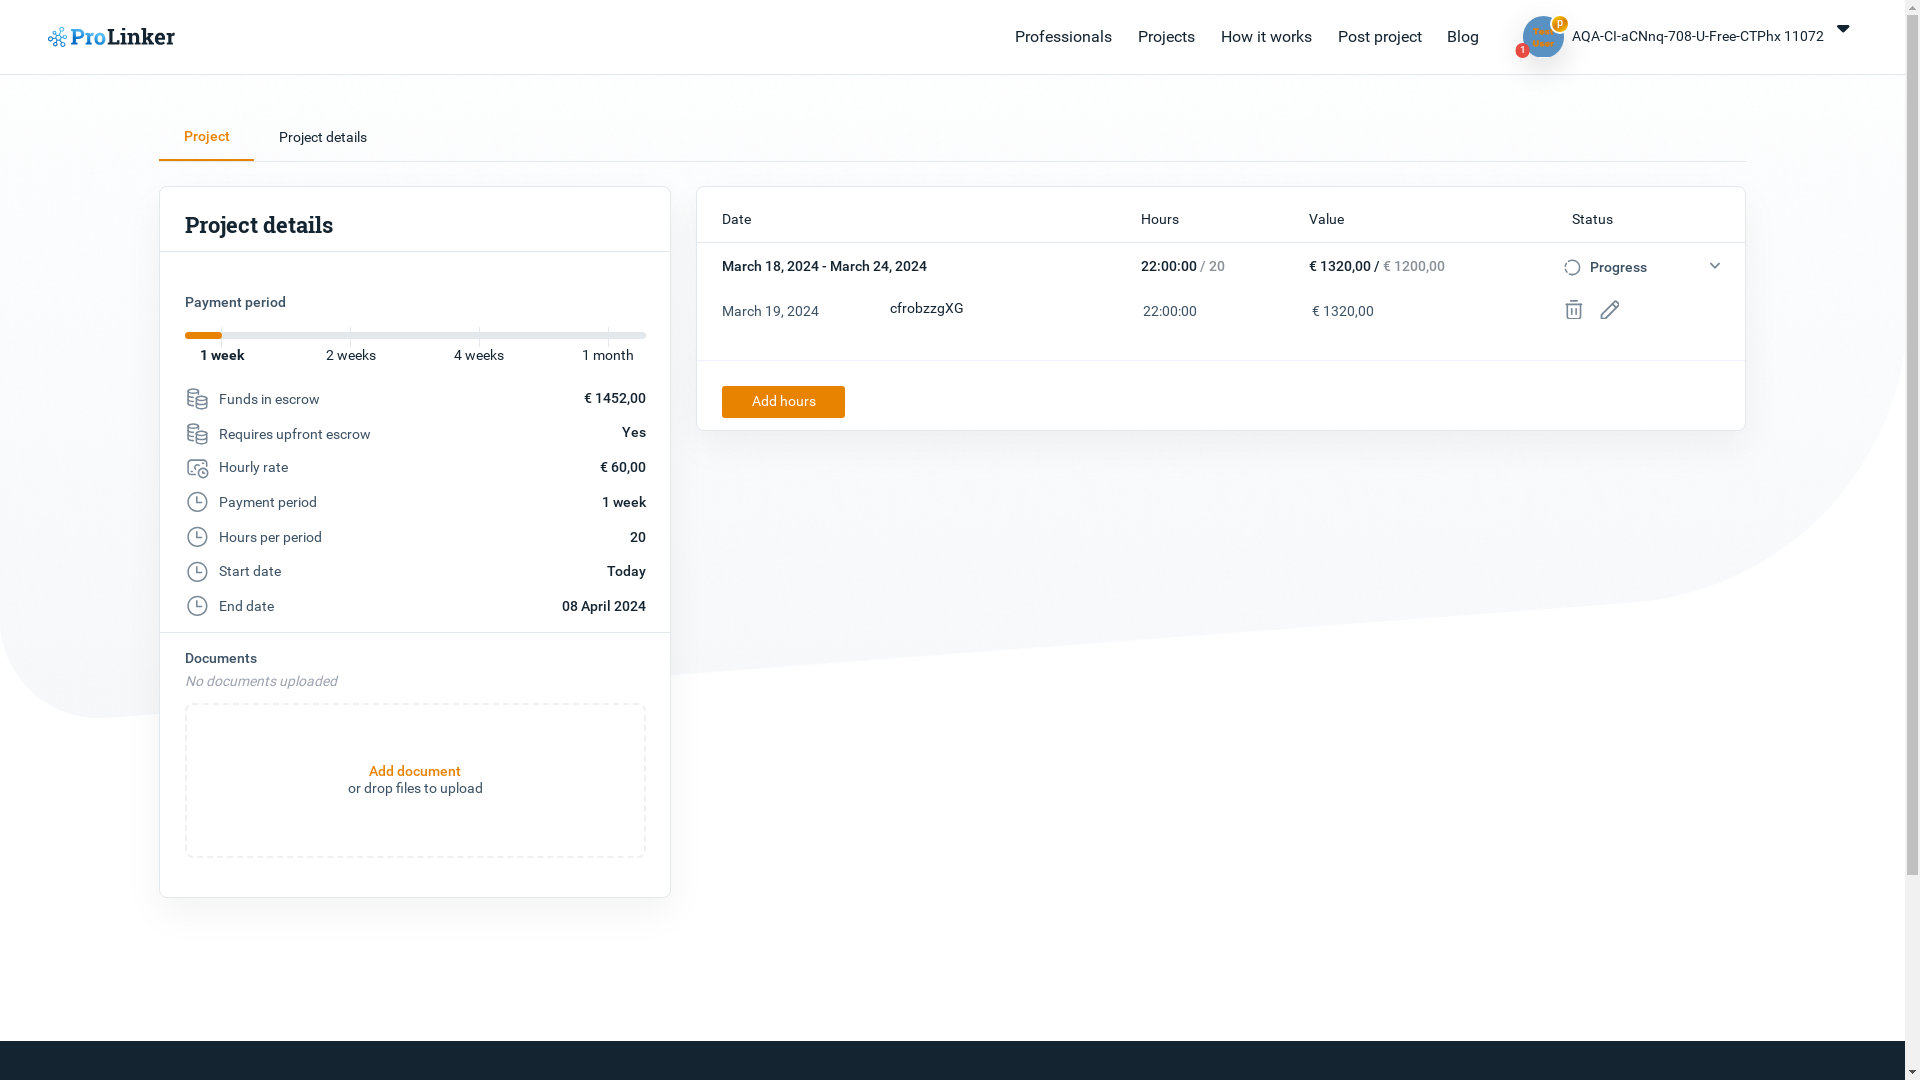 ProLinker
Professionals Projects How it works Post project Blog
p
1
AQA-CI-aCNnq-708-U-Free-CTPhx 11072
Project Project details
Project details
Payment period
1 week 2 weeks 4 weeks 1 month
Funds in escrow € 1452,00
Requires upfront escrow Yes
Hourly rate € 60,00
Payment period 1 week
Hours per period 20
Start date Today
End date 08 April 2024
Documents
No documents uploaded
Add document
or drop files to upload
Date Hours Value Status
March 18, 2024 - March 24, 2024 22:00:00 / 20 € 1320,00 / € 1200,00 Progress
March 19, 2024 cfrobzzgXG 22:00:00 € 1320,00
Add hours